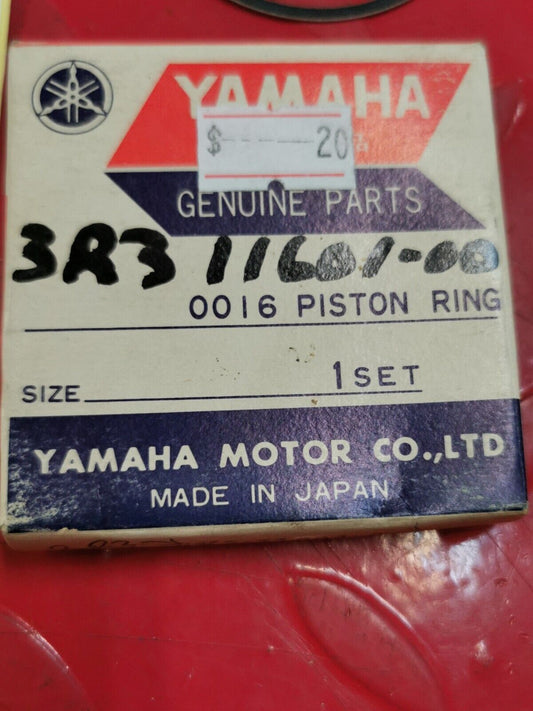 YAMAHA
$-----20
GENUINE PARTS
3R3 11601-00
0016 PISTON RING
SIZE 1 SET
YAMAHA MOTOR CO.,LTD
MADE IN JAPAN